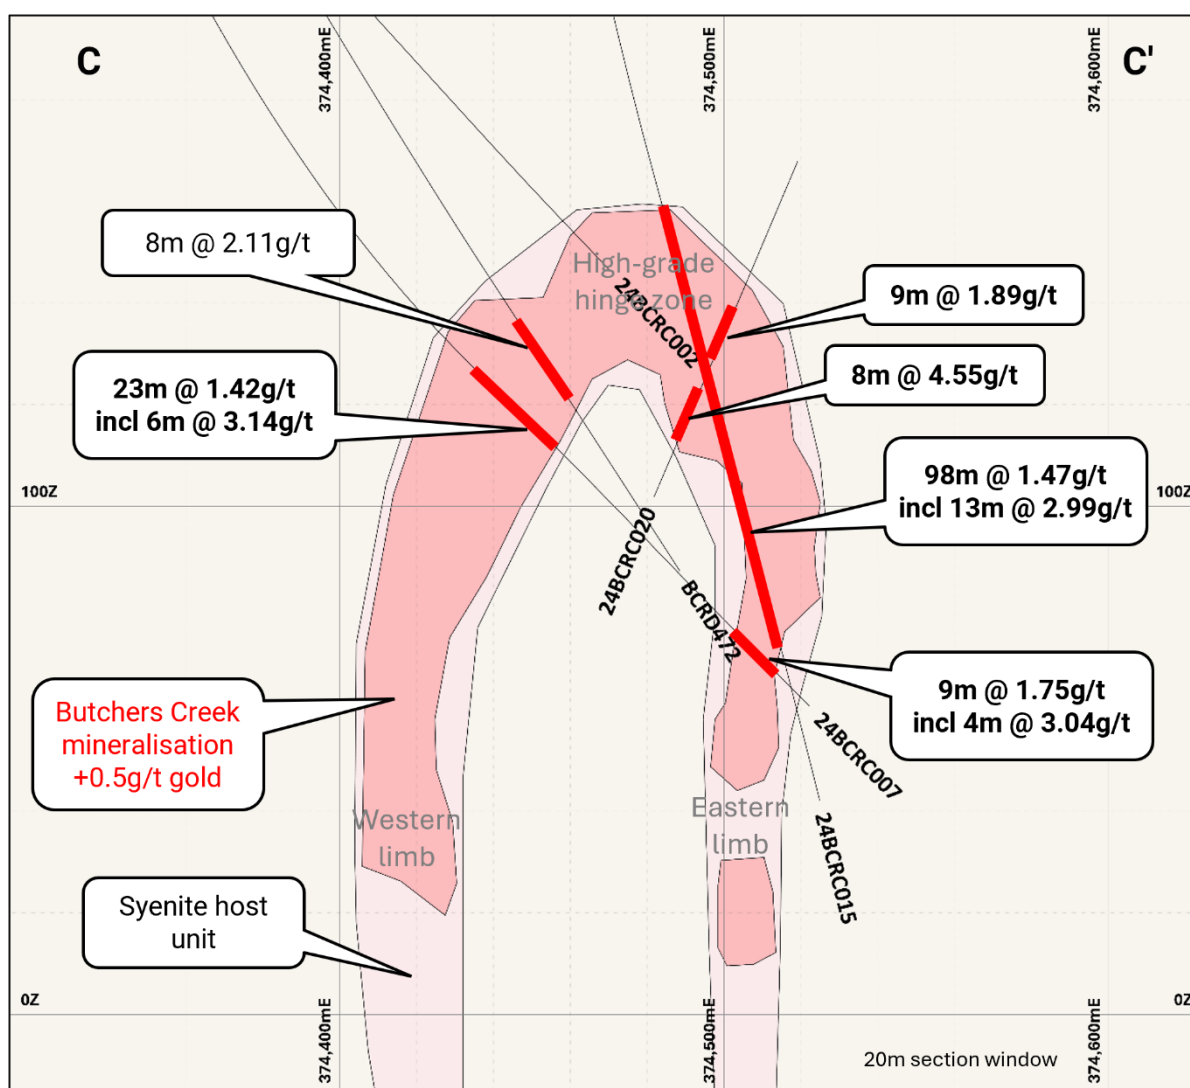 C
374,400mE
374,500mE
374,600mE
C'
8m @ 2.11g/t
High-grade
hinge zone
24BCRC002
9m @ 1.89g/t
23m @ 1.42g/t
incl 6m @ 3.14g/t
8m @ 4.55g/t
100Z
100Z
98m @ 1.47g/t
incl 13m @ 2.99g/t
24BCRC020
BCRD472
9m @ 1.75g/t
incl 4m @ 3.04g/t
Butchers Creek
mineralisation
+0.5g/t gold
24BCRC007
Western
limb
Eastern
limb
24BCRC015
Syenite host
unit
0Z
0Z
374,400mE
374,500mE
374,600mE
20m section window